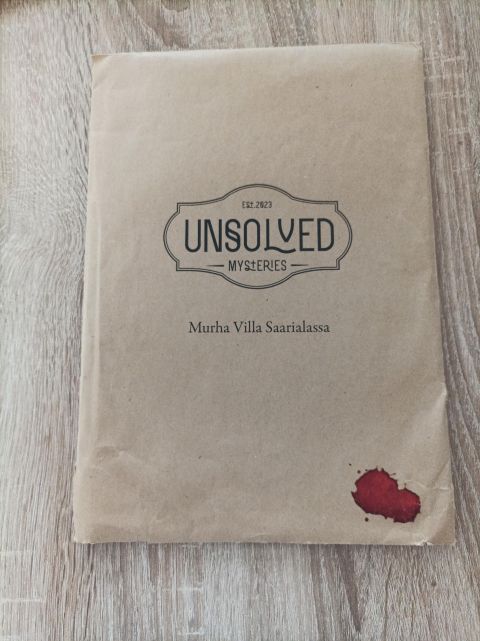 Est.2023
UNSOLVED
MYSTERIES
Murha Villa Saarialassa